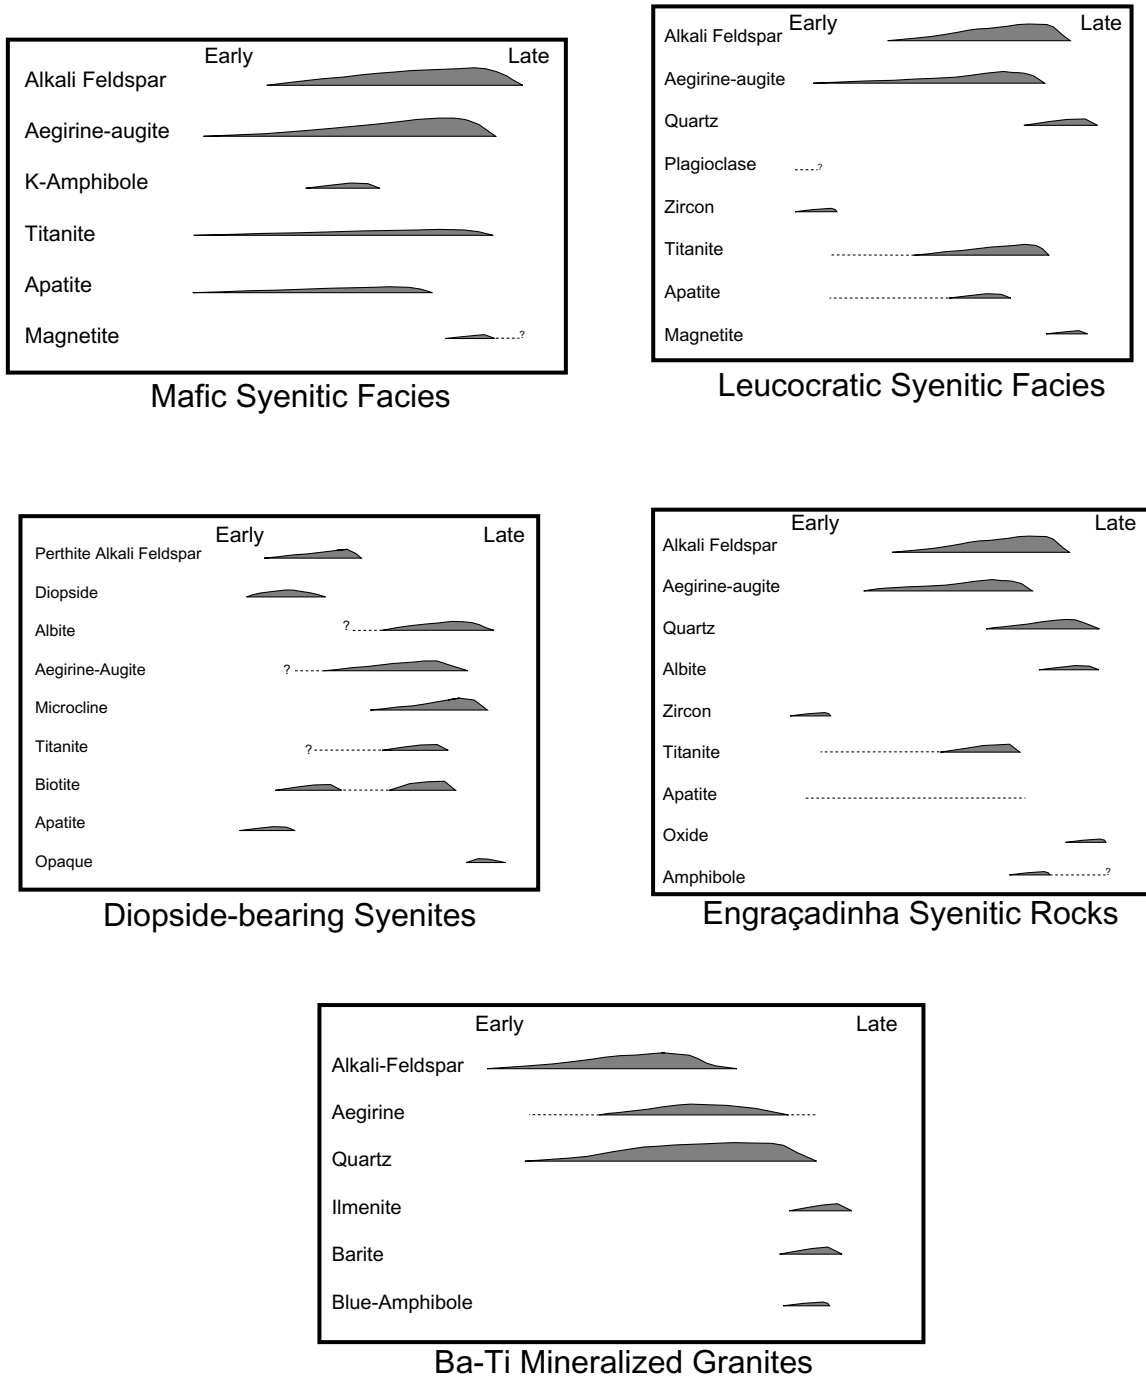 Early Late
Alkali Feldspar
Aegirine-augite
K-Amphibole
Titanite
Apatite
Magnetite ?
Mafic Syenitic Facies
Early Late
Alkali Feldspar
Aegirine-augite
Quartz
Plagioclase ?
Zircon
Titanite
Apatite
Magnetite
Leucocratic Syenitic Facies
Early Late
Perthite Alkali Feldspar
Diopside
Albite ?
Aegirine-Augite ?
Microcline
Titanite ?
Biotite
Apatite
Opaque
Diopside-bearing Syenites
Early Late
Alkali Feldspar
Aegirine-augite
Quartz
Albite
Zircon
Titanite
Apatite
Oxide
Amphibole ?
Engraçadinha Syenitic Rocks
Early Late
Alkali-Feldspar
Aegirine
Quartz
Ilmenite
Barite
Blue-Amphibole
Ba-Ti Mineralized Granites